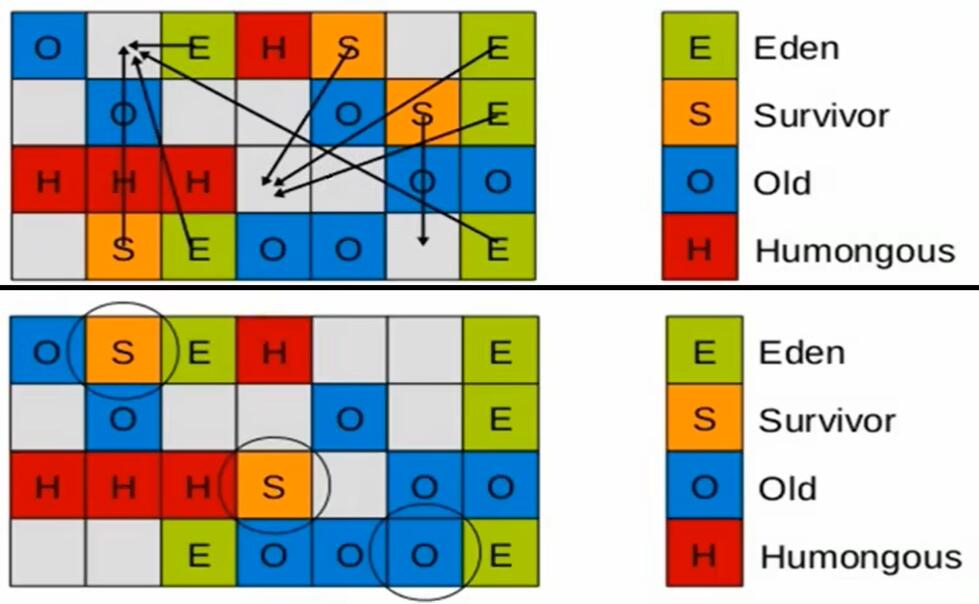 O E H S E E Eden
O O S E S Survivor
H H H O O O Old
S E O O E H Humongous
O S E H E E Eden
O O E S Survivor
H H H S O O O Old
E O O O E H Humongous